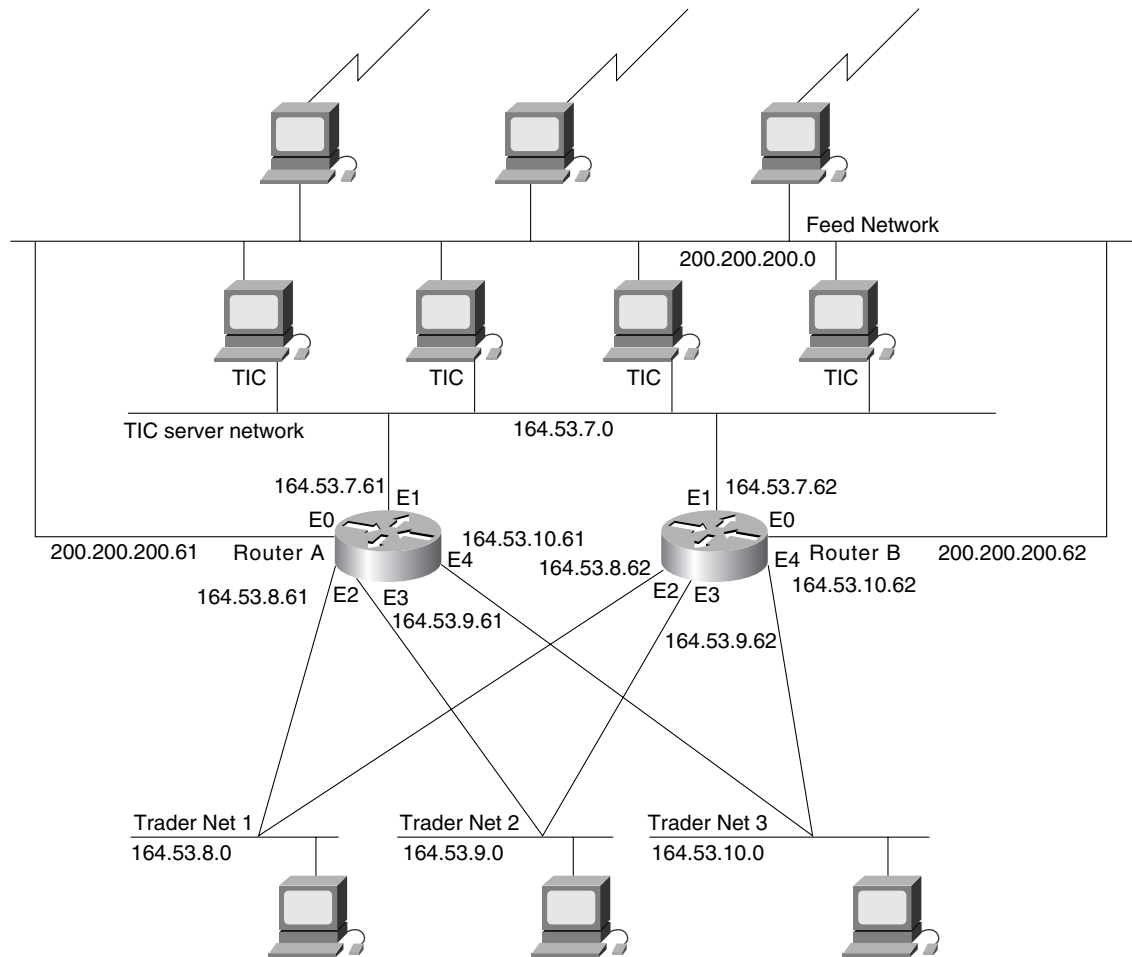 Feed Network
200.200.200.0
TIC
TIC
TIC
TIC
TIC server network
164.53.7.0
164.53.7.61
E1
E0
200.200.200.61
Router A
164.53.10.61
E4
164.53.8.61
E2
E3
164.53.9.61
E1
164.53.7.62
E0
164.53.8.62
Router B
200.200.200.62
E4
164.53.10.62
E2
E3
164.53.9.62
Trader Net 1
164.53.8.0
Trader Net 2
164.53.9.0
Trader Net 3
164.53.10.0